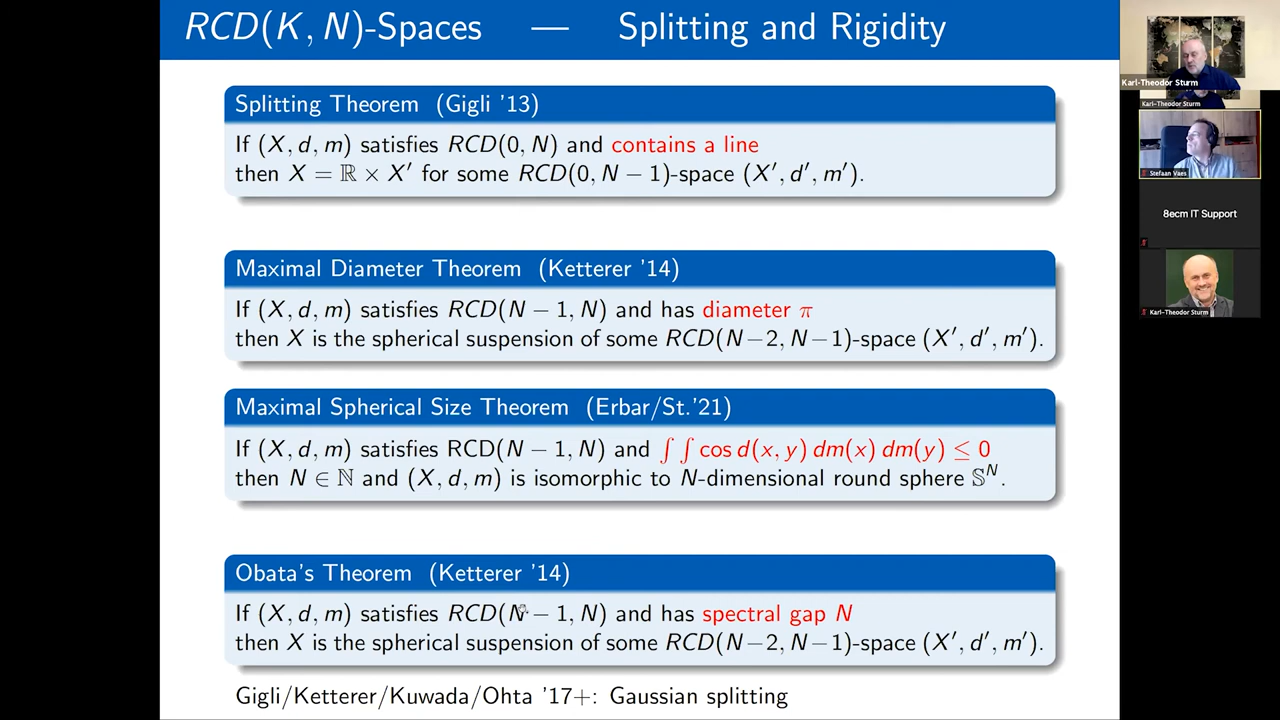 RCD(K, N)-Spaces — Splitting and Rigidity
Splitting Theorem (Gigli '13)
If (X, d, m) satisfies RCD(0, N) and contains a line
then X = ℝ × X′ for some RCD(0, N − 1)-space (X′, d′, m′).
Maximal Diameter Theorem (Ketterer '14)
If (X, d, m) satisfies RCD(N − 1, N) and has diameter π
then X is the spherical suspension of some RCD(N−2, N−1)-space (X′, d′, m′).
Maximal Spherical Size Theorem (Erbar/St.'21)
If (X, d, m) satisfies RCD(N − 1, N) and ∫ ∫ cos d(x, y) dm(x) dm(y) ≤ 0
then N ∈ ℕ and (X, d, m) is isomorphic to N-dimensional round sphere 𝕊ᴺ.
Obata's Theorem (Ketterer '14)
If (X, d, m) satisfies RCD(N − 1, N) and has spectral gap N
then X is the spherical suspension of some RCD(N−2, N−1)-space (X′, d′, m′).
Gigli/Ketterer/Kuwada/Ohta '17+: Gaussian splitting
Karl-Theodor Sturm
Karl-Theodor Sturm
Stefaan Vaes
8ecm IT Support
Karl-Theodor Sturm